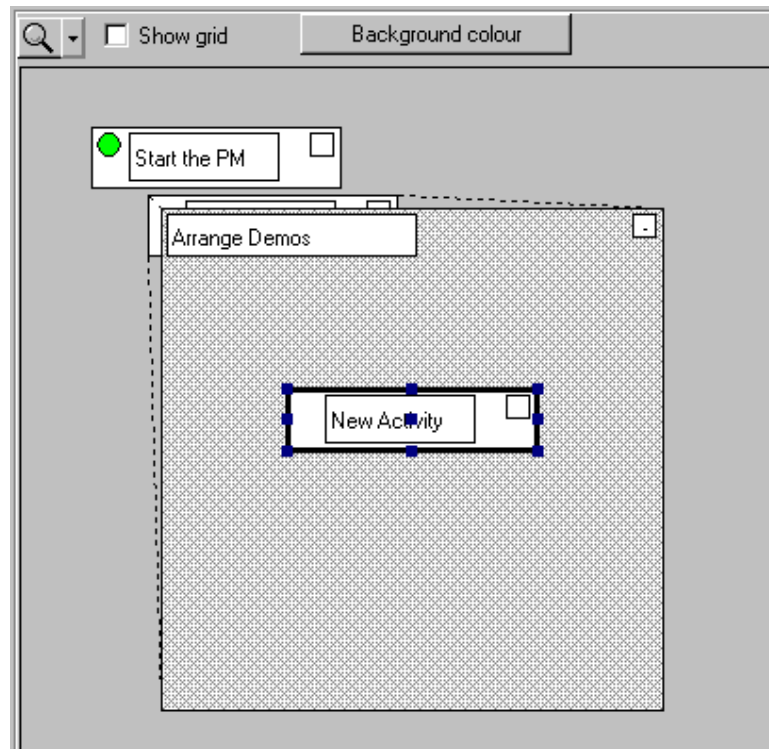 Show grid
Background colour
Start the PM
Arrange Demos
New Activity